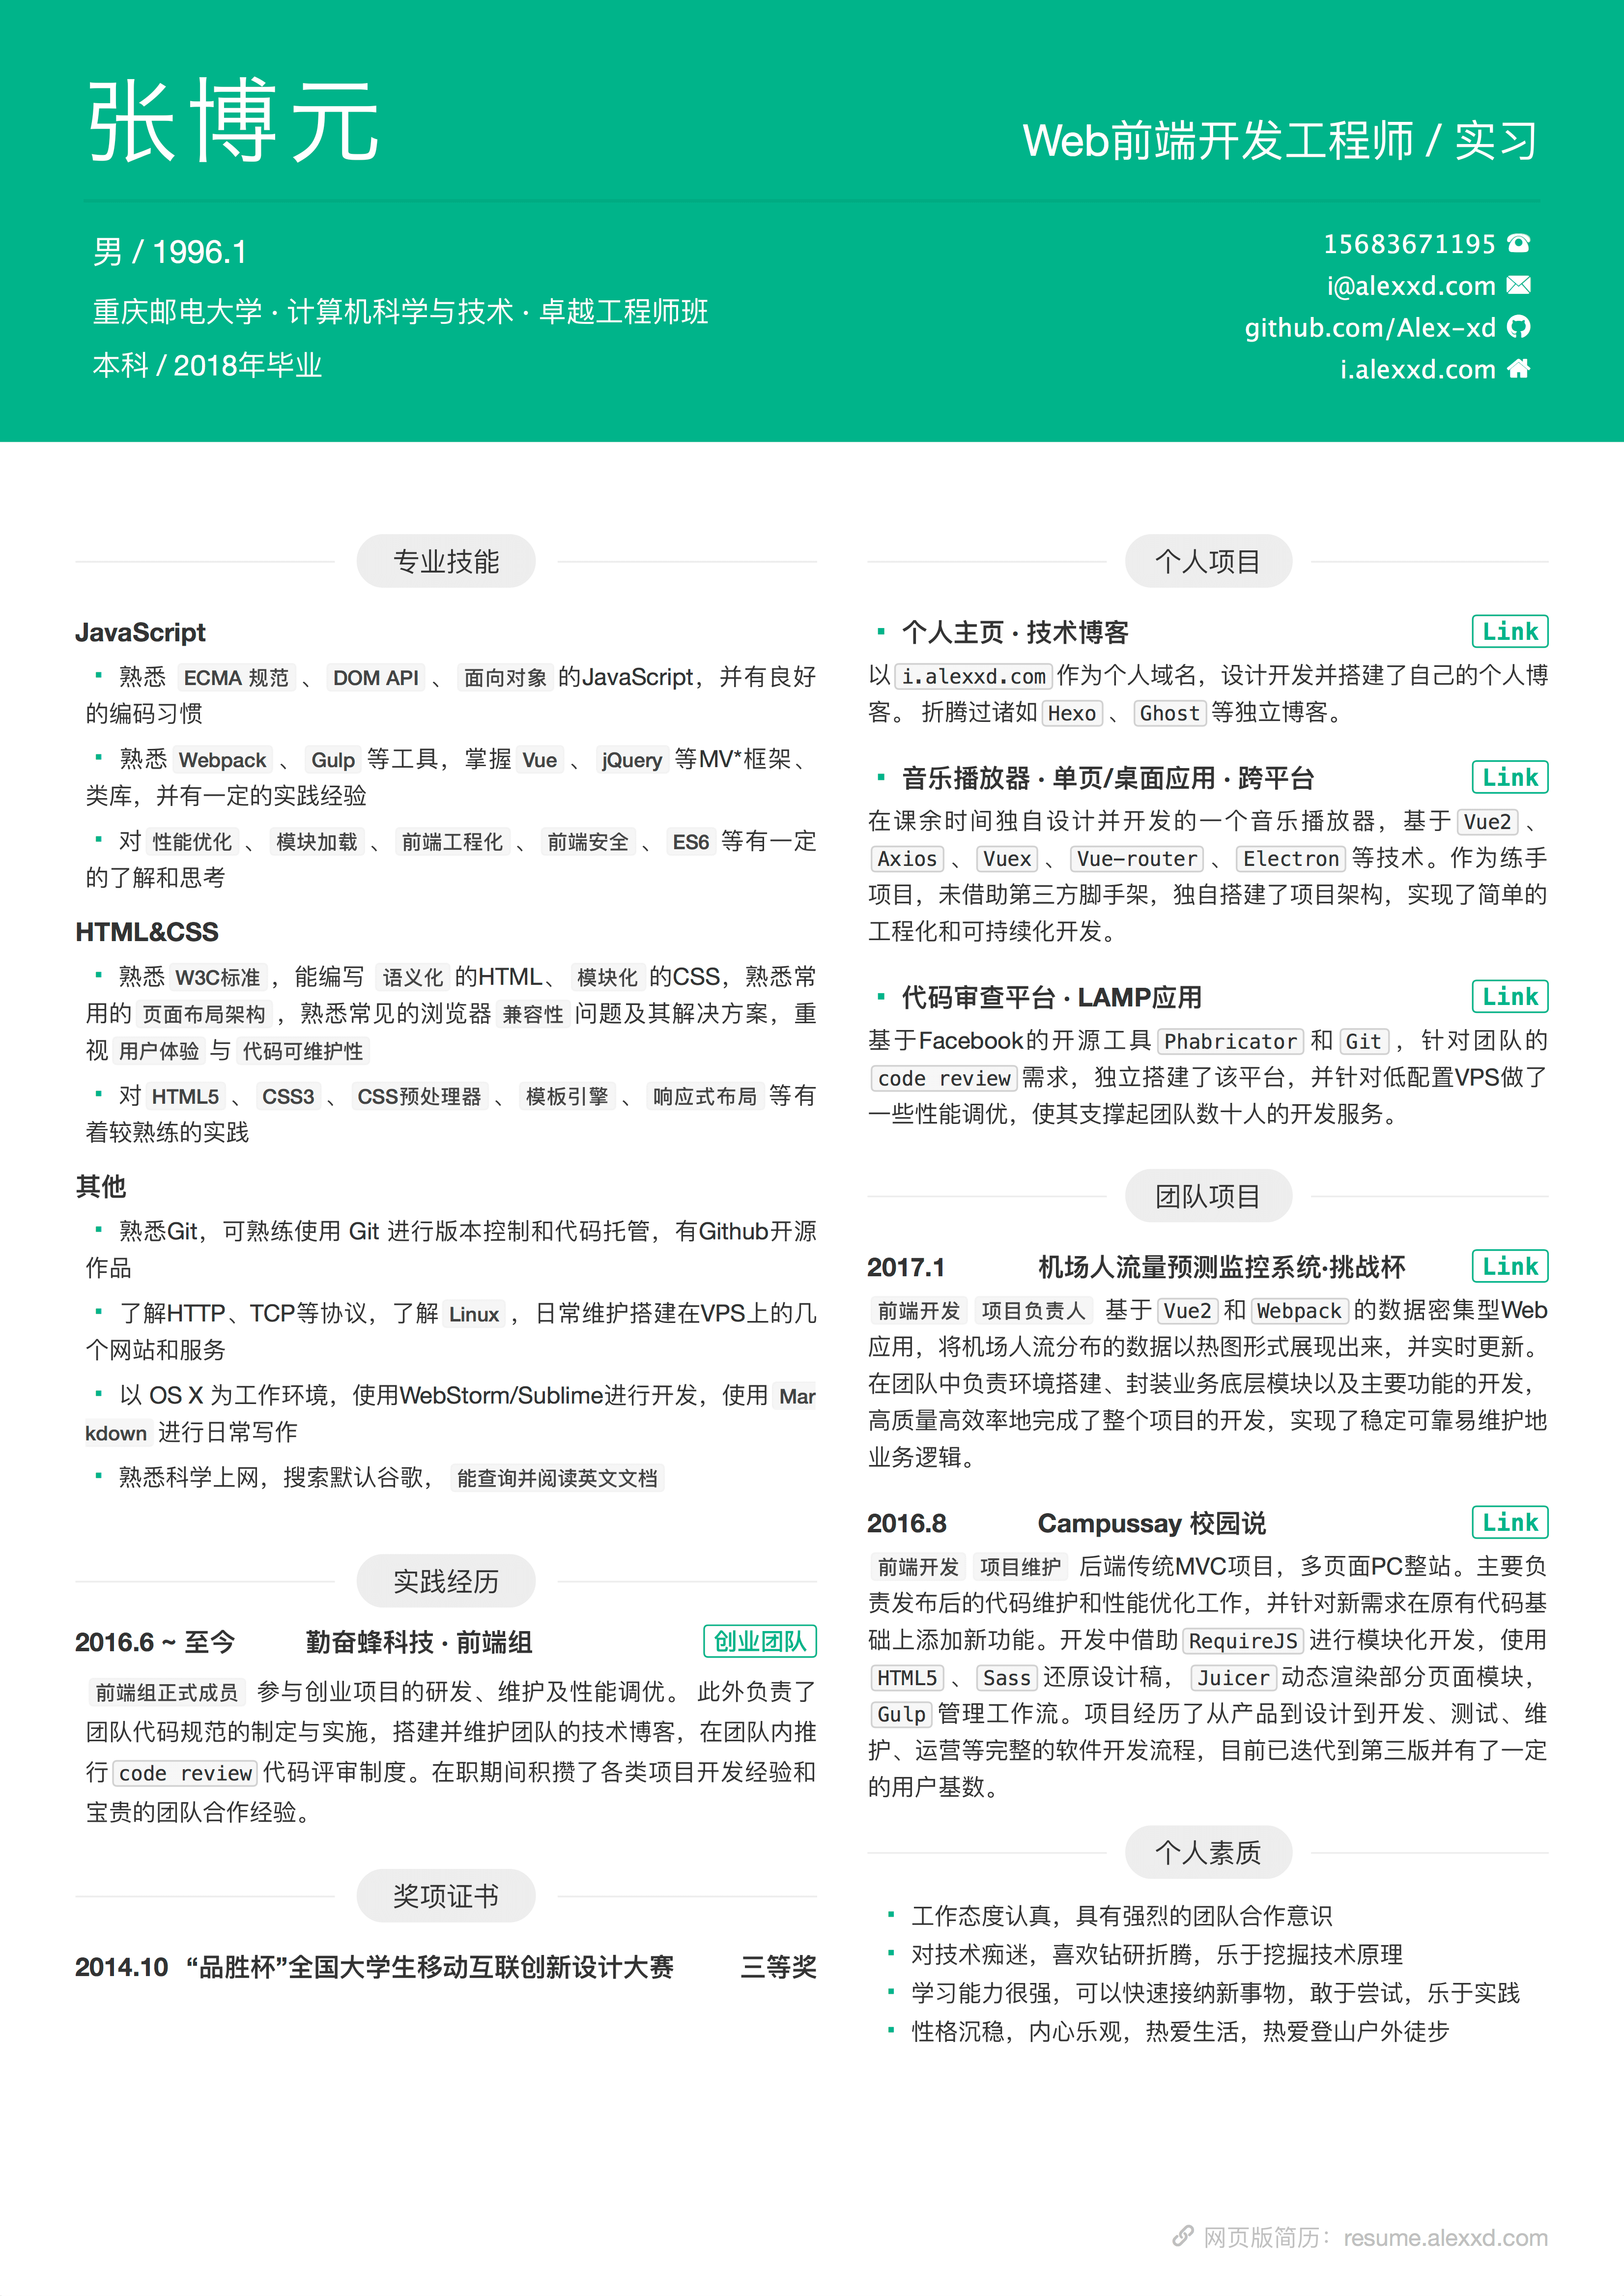 张博元
Web前端开发工程师 / 实习
男 / 1996.1
重庆邮电大学 · 计算机科学与技术 · 卓越工程师班
本科 / 2018年毕业
15683671195
i@alexxd.com
github.com/Alex-xd
i.alexxd.com
专业技能
JavaScript
熟悉 ECMA 规范 、 DOM API 、 面向对象 的JavaScript，并有良好
的编码习惯
熟悉 Webpack 、 Gulp 等工具，掌握 Vue 、 jQuery 等MV*框架、
类库，并有一定的实践经验
对 性能优化 、 模块加载 、 前端工程化 、 前端安全 、 ES6 等有一定
的了解和思考
HTML&CSS
熟悉 W3C标准 ，能编写 语义化 的HTML、 模块化 的CSS，熟悉常
用的 页面布局架构 ，熟悉常见的浏览器 兼容性 问题及其解决方案，重
视 用户体验 与 代码可维护性
对 HTML5 、 CSS3 、 CSS预处理器 、 模板引擎 、 响应式布局 等有
着较熟练的实践
其他
熟悉Git，可熟练使用 Git 进行版本控制和代码托管，有Github开源
作品
了解HTTP、TCP等协议，了解 Linux ，日常维护搭建在VPS上的几
个网站和服务
以 OS X 为工作环境，使用WebStorm/Sublime进行开发，使用 Mar
kdown 进行日常写作
熟悉科学上网，搜索默认谷歌， 能查询并阅读英文文档
实践经历
2016.6 ~ 至今 勤奋蜂科技 · 前端组 创业团队
前端组正式成员 参与创业项目的研发、维护及性能调优。 此外负责了
团队代码规范的制定与实施，搭建并维护团队的技术博客，在团队内推
行 code review 代码评审制度。在职期间积攒了各类项目开发经验和
宝贵的团队合作经验。
奖项证书
2014.10 “品胜杯”全国大学生移动互联创新设计大赛 三等奖
个人项目
个人主页 · 技术博客 Link
以 i.alexxd.com 作为个人域名，设计开发并搭建了自己的个人博
客。 折腾过诸如 Hexo 、 Ghost 等独立博客。
音乐播放器 · 单页/桌面应用 · 跨平台 Link
在课余时间独自设计并开发的一个音乐播放器，基于 Vue2 、
Axios 、 Vuex 、 Vue-router 、 Electron 等技术。作为练手
项目，未借助第三方脚手架，独自搭建了项目架构，实现了简单的
工程化和可持续化开发。
代码审查平台 · LAMP应用 Link
基于Facebook的开源工具 Phabricator 和 Git ，针对团队的
code review 需求，独立搭建了该平台，并针对低配置VPS做了
一些性能调优，使其支撑起团队数十人的开发服务。
团队项目
2017.1 机场人流量预测监控系统·挑战杯 Link
前端开发 项目负责人 基于 Vue2 和 Webpack 的数据密集型Web
应用，将机场人流分布的数据以热图形式展现出来，并实时更新。
在团队中负责环境搭建、封装业务底层模块以及主要功能的开发，
高质量高效率地完成了整个项目的开发，实现了稳定可靠易维护地
业务逻辑。
2016.8 Campussay 校园说 Link
前端开发 项目维护 后端传统MVC项目，多页面PC整站。主要负
责发布后的代码维护和性能优化工作，并针对新需求在原有代码基
础上添加新功能。开发中借助 RequireJS 进行模块化开发，使用
HTML5 、 Sass 还原设计稿， Juicer 动态渲染部分页面模块，
Gulp 管理工作流。项目经历了从产品到设计到开发、测试、维
护、运营等完整的软件开发流程，目前已迭代到第三版并有了一定
的用户基数。
个人素质
工作态度认真，具有强烈的团队合作意识
对技术痴迷，喜欢钻研折腾，乐于挖掘技术原理
学习能力很强，可以快速接纳新事物，敢于尝试，乐于实践
性格沉稳，内心乐观，热爱生活，热爱登山户外徒步
网页版简历：resume.alexxd.com